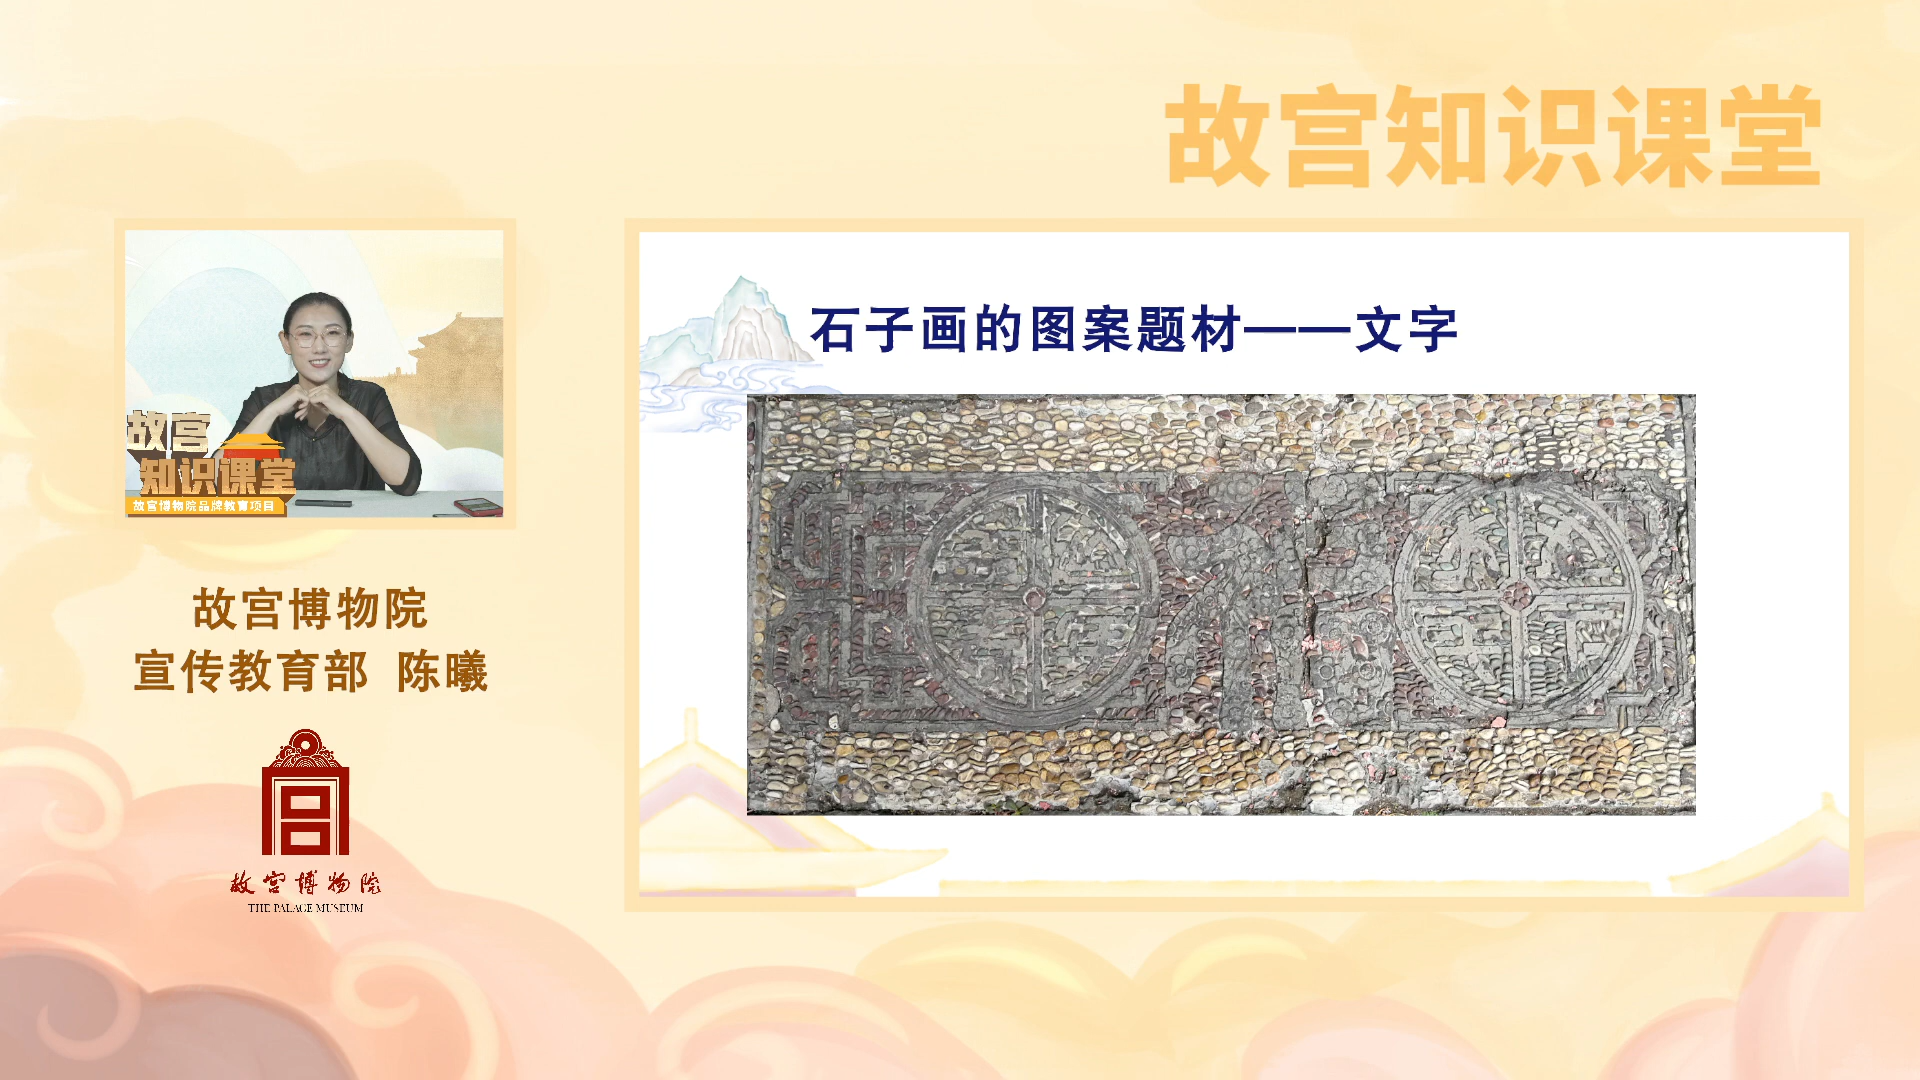 故宫知识课堂
石子画的图案题材——文字
故宫
知识课堂
故宫博物院品牌教育项目
故宫博物院
宣传教育部 陈曦
故宫博物院
THE PALACE MUSEUM
福